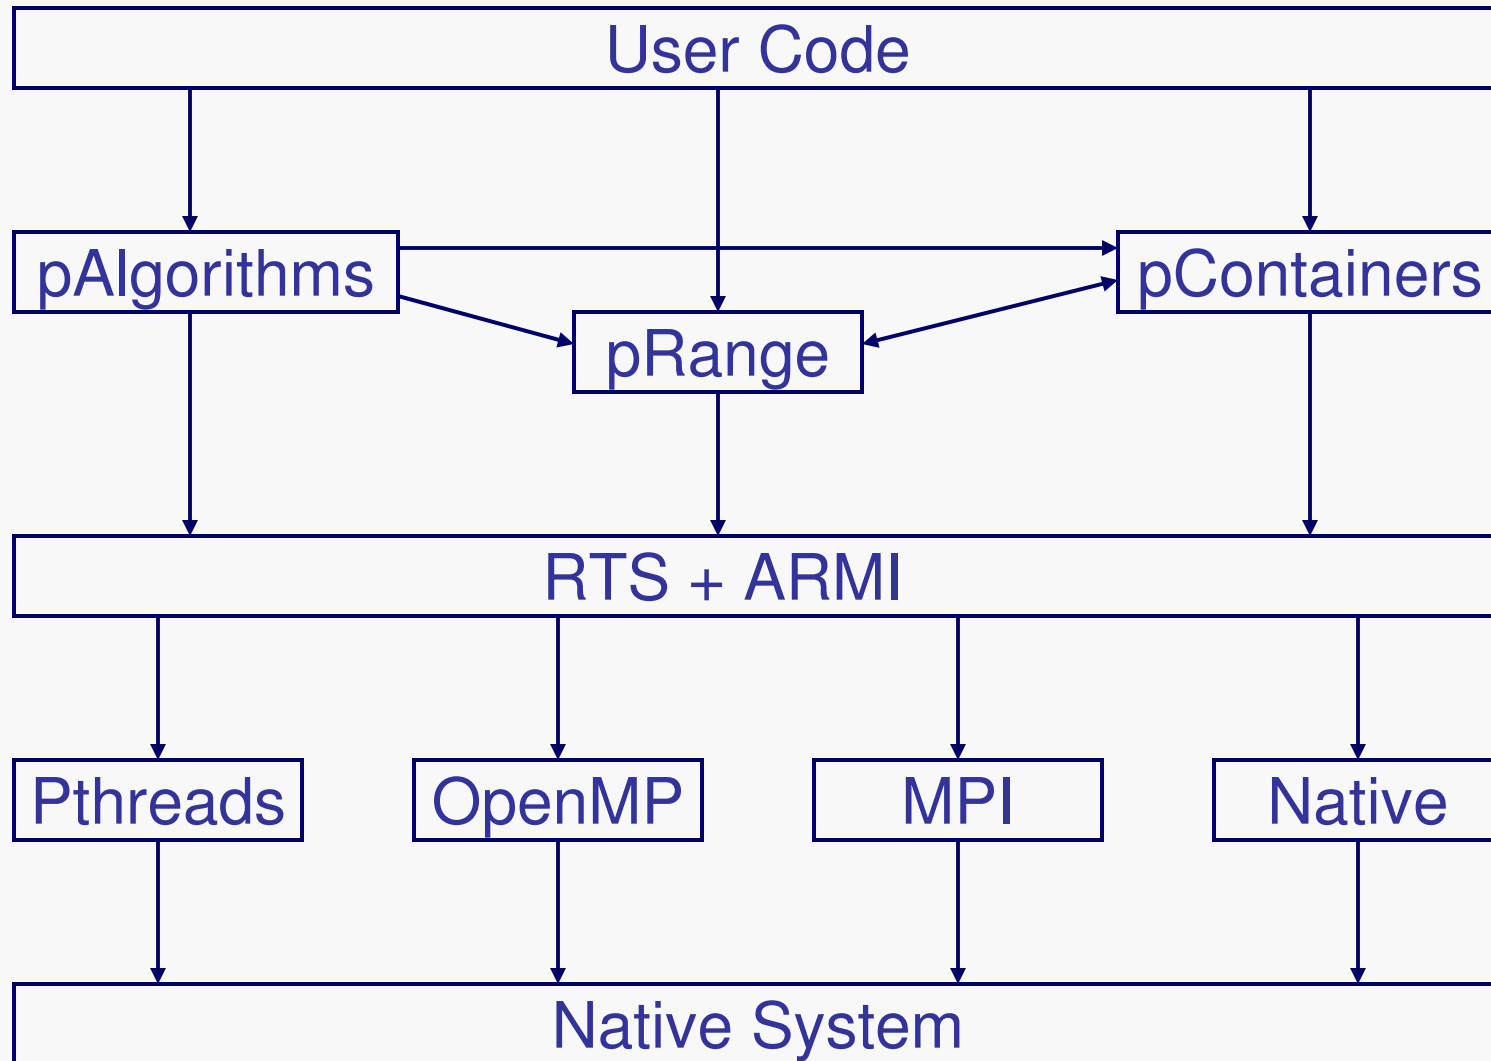 User Code
pAlgorithms
pContainers
pRange
RTS + ARMI
Pthreads
OpenMP
MPI
Native
Native System